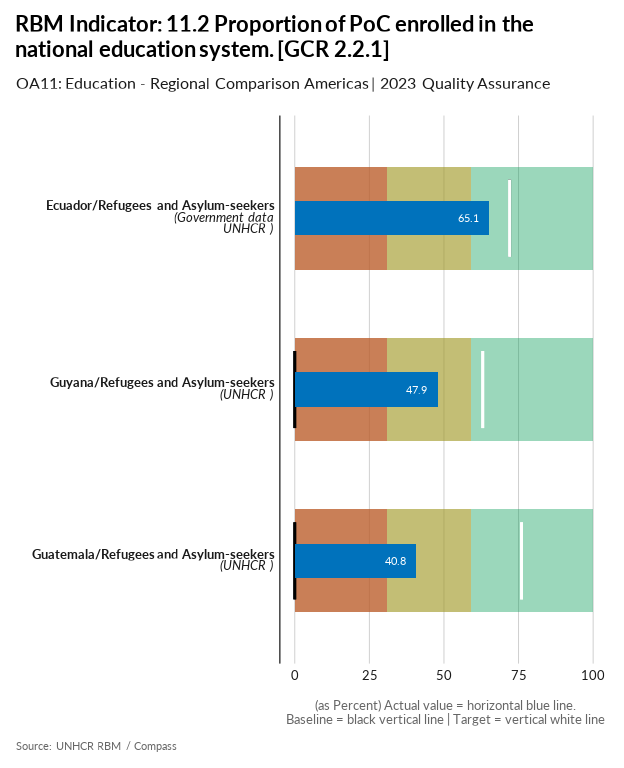 RBM Indicator: 11.2 Proportion of PoC enrolled in the
national education system. [GCR 2.2.1]
OA11: Education - Regional Comparison Americas | 2023 Quality Assurance
Ecuador/Refugees and Asylum-seekers
(Government data
UNHCR )
65.1
Guyana/Refugees and Asylum-seekers
(UNHCR )
47.9
Guatemala/Refugees and Asylum-seekers
(UNHCR )
40.8
0 25 50 75 100
(as Percent) Actual value = horizontal blue line.
Baseline = black vertical line | Target = vertical white line
Source: UNHCR RBM / Compass